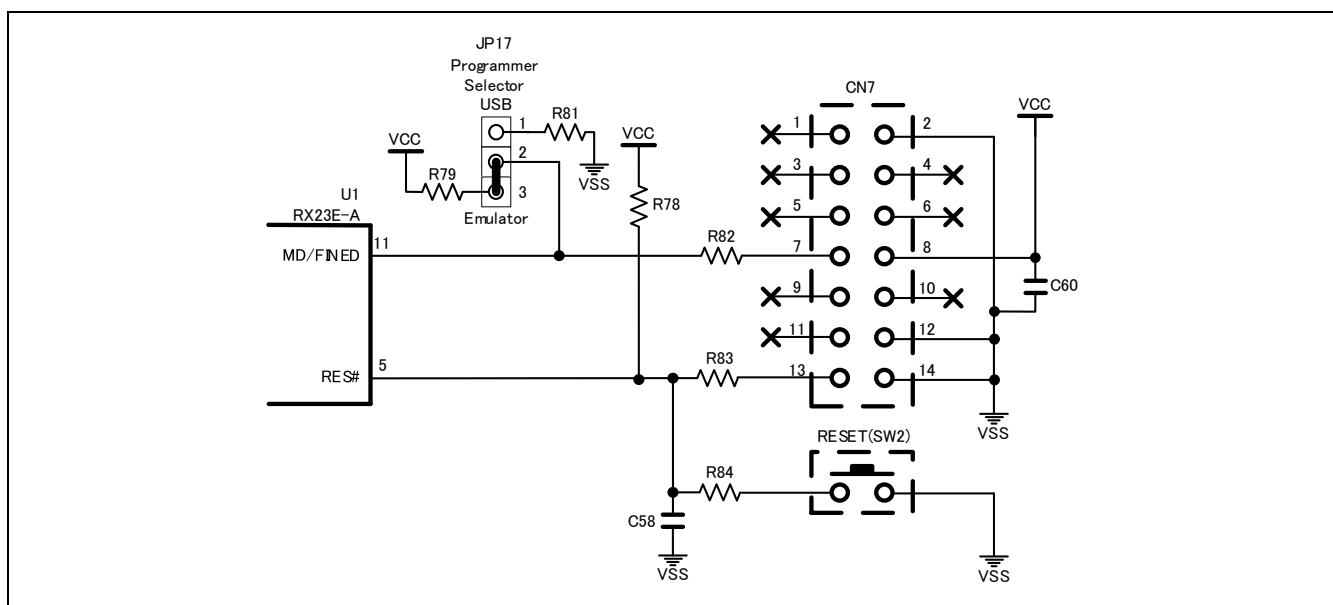 JP17
Programmer
Selector
USB
1
R81
VSS
2
3
VCC
R79
Emulator
VCC
R78
U1
RX23E-A
MD/FINED
11
RES#
5
R82
R83
CN7
1
2
3
4
5
6
7
8
9
10
11
12
13
14
VCC
C60
VSS
RESET(SW2)
R84
C58
VSS
VSS